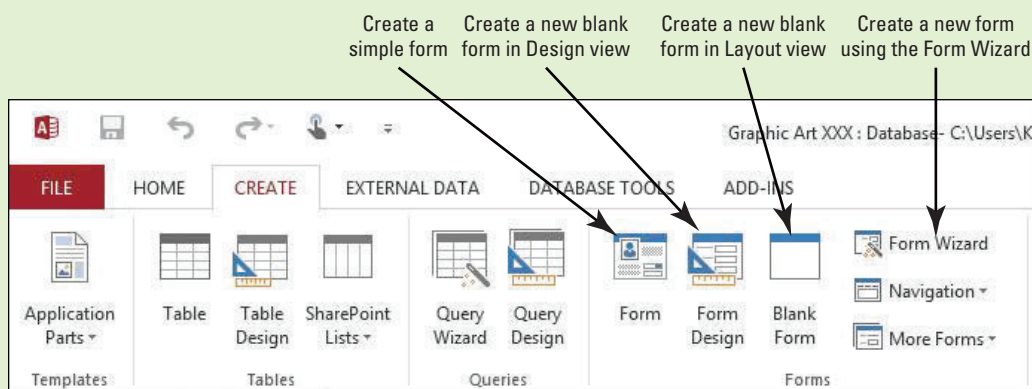 Create a simple form
Create a new blank form in Design view
Create a new blank form in Layout view
Create a new form using the Form Wizard
Graphic Art XXX : Database- C:\Users\K
FILE HOME CREATE EXTERNAL DATA DATABASE TOOLS ADD-INS
Application Parts
Table
Table Design
SharePoint Lists
Query Wizard
Query Design
Form
Form Design
Blank Form
Form Wizard
Navigation
More Forms
Templates
Tables
Queries
Forms